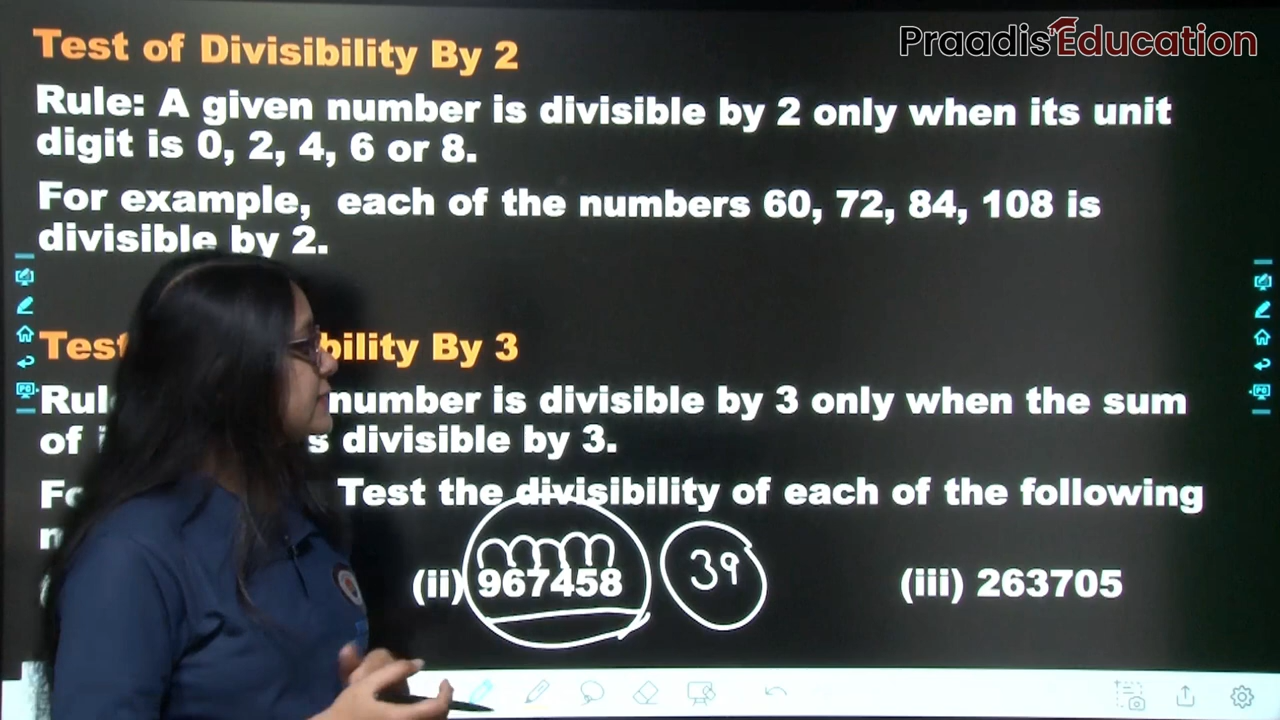 Praadis Education
Test of Divisibility By 2
Rule: A given number is divisible by 2 only when its unit
digit is 0, 2, 4, 6 or 8.
For example, each of the numbers 60, 72, 84, 108 is
divisible by 2.
By 3
number is divisible by 3 only when the sum
of divisible by 3.
Test the divisibility of each of the following
(ii) 967458 39 (iii) 263705